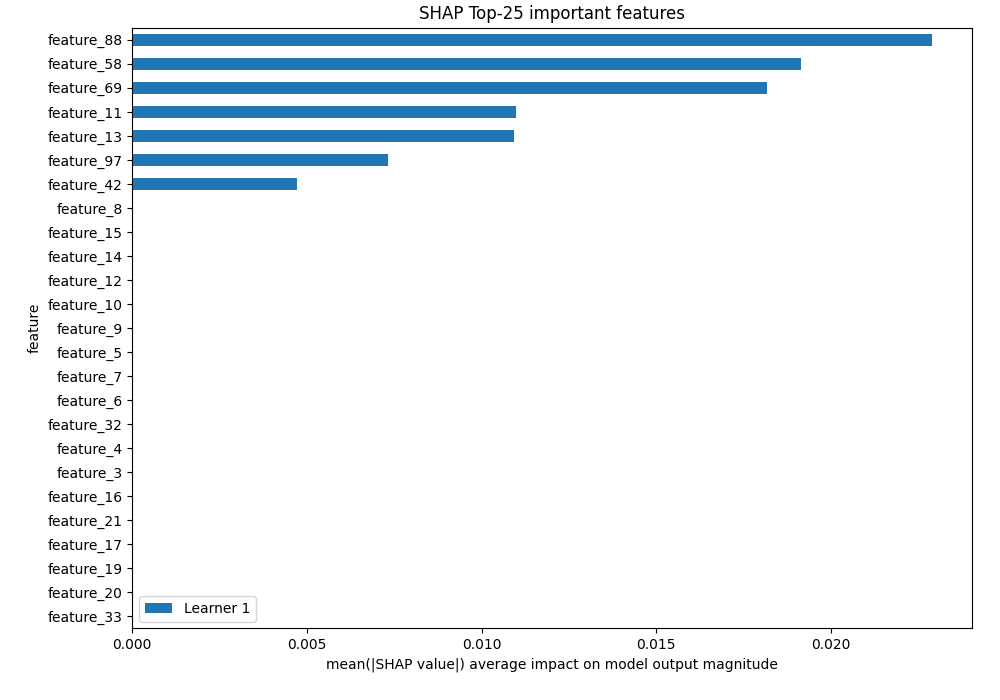 SHAP Top-25 important features
feature_88
feature_58
feature_69
feature_11
feature_13
feature_97
feature_42
feature_8
feature_15
feature_14
feature_12
feature_10
feature_9
feature_5
feature_7
feature_6
feature_32
feature_4
feature_3
feature_16
feature_21
feature_17
feature_19
feature_20
feature_33
feature
Learner 1
0.000 0.005 0.010 0.015 0.020
mean(|SHAP value|) average impact on model output magnitude